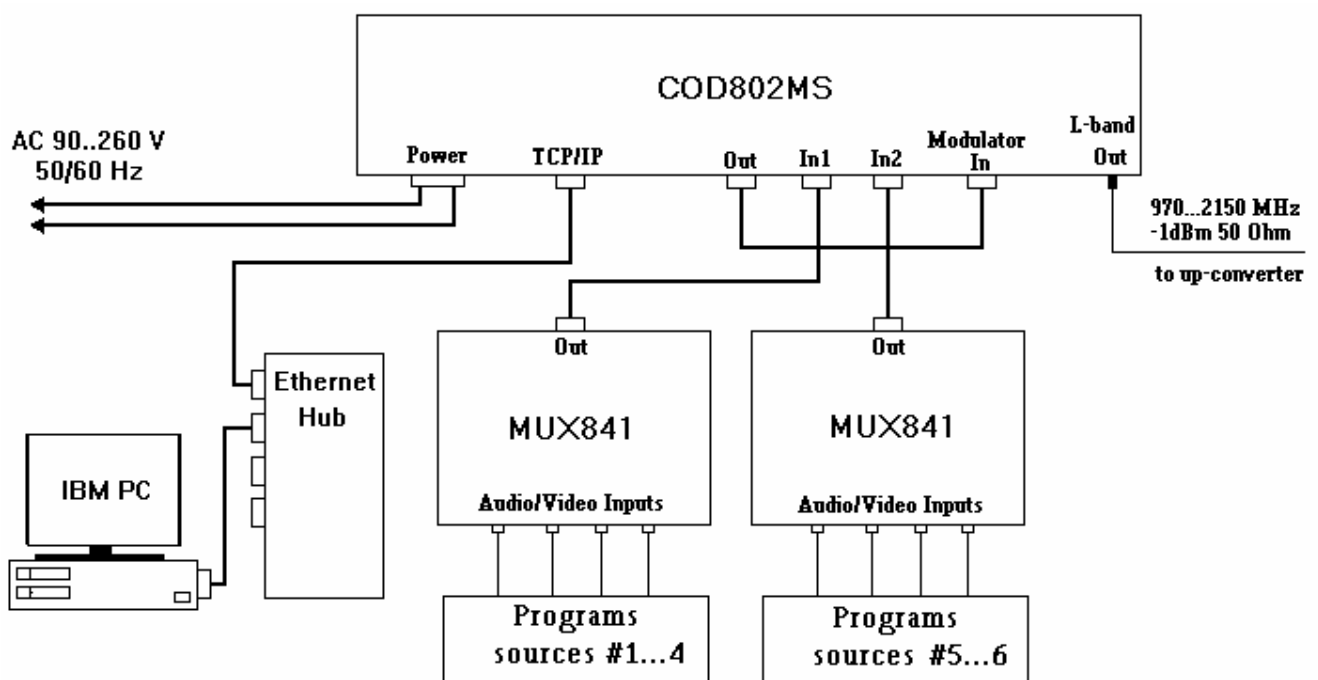 COD802MS
AC 90..260 V
50/60 Hz
Power
TCP/IP
Out
In1
In2
Modulator
In
L-band
Out
970...2150 MHz
-1dBm 50 Ohm
to up-converter
Ethernet
Hub
IBM PC
Out
MUX841
Audio/Video Inputs
Programs
sources #1...4
Out
MUX841
Audio/Video Inputs
Programs
sources #5...6